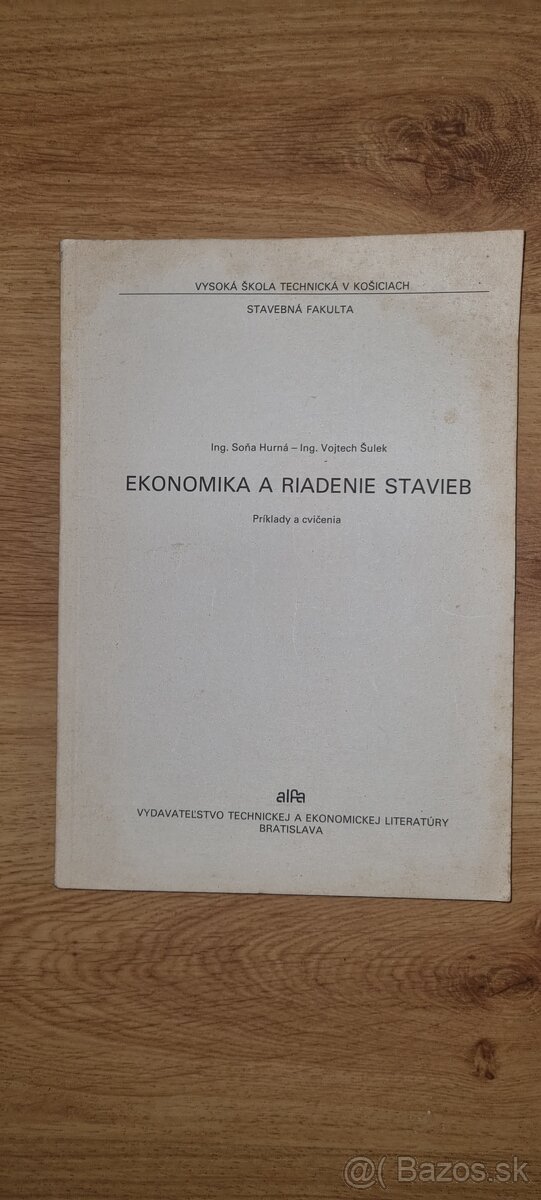 VYSOKÁ ŠKOLA TECHNICKÁ V KOŠICIACH
STAVEBNÁ FAKULTA
Ing. Soňa Hurná – Ing. Vojtech Šulek
EKONOMIKA A RIADENIE STAVIEB
Príklady a cvičenia
alfa
VYDAVATEĽSTVO TECHNICKEJ A EKONOMICKEJ LITERATÚRY
BRATISLAVA
@( Bazos.sk